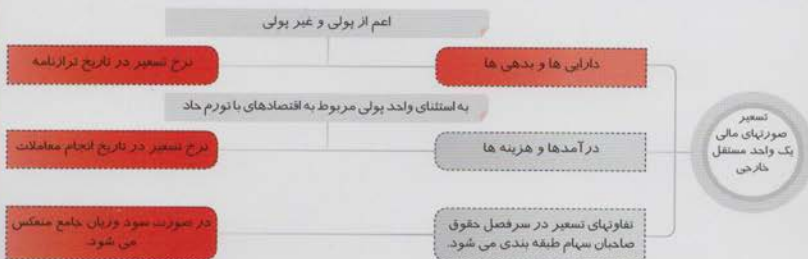 اعم از پولی و غیر پولی
دارایی ها و بدهی ها
نرخ تسعیر در تاریخ ترازنامه
به استثنای واحد پولی مربوط به اقتصادهای با تورم حاد
تسعیر
صورتهای مالی
یک واحد مستقل
خارجی
درآمدها و هزینه ها
نرخ تسعیر در تاریخ انجام معاملات
تفاوتهای تسعیر در سرفصل حقوق
صاحبان سهام طبقه بندی می شود.
در صورت سود وزیان جامع منعکس
می شود.